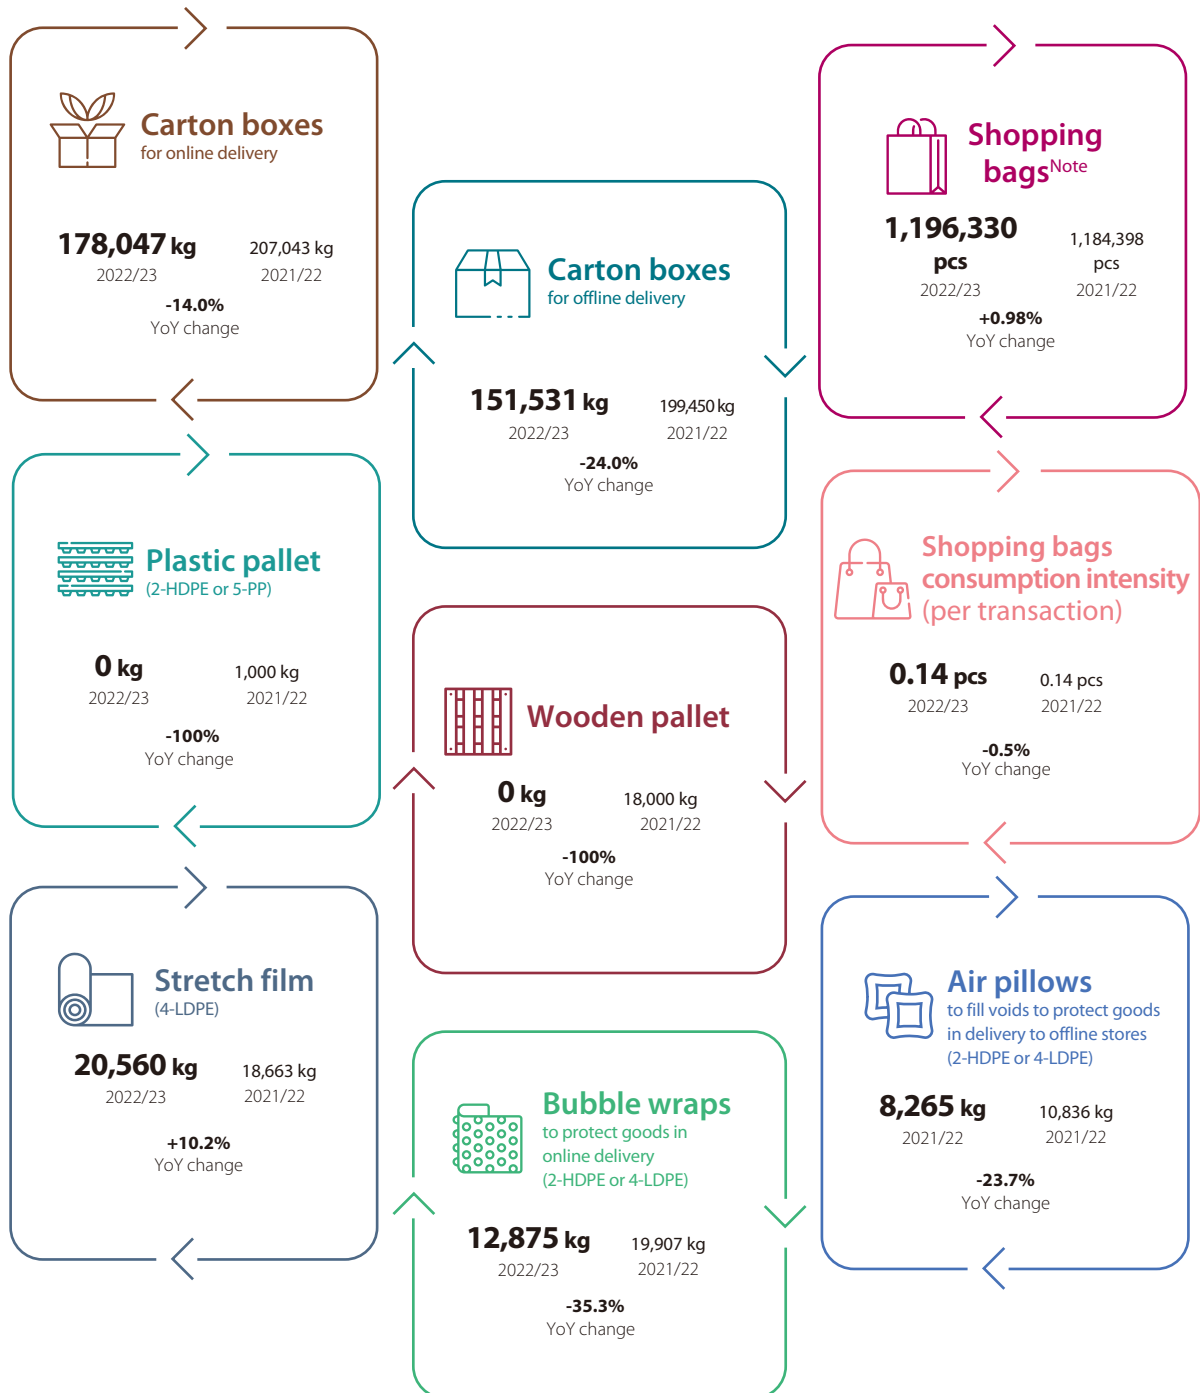 Carton boxes
for online delivery
178,047 kg
207,043 kg
2022/23
2021/22
-14.0%
YoY change
Carton boxes
for offline delivery
151,531 kg
199,450 kg
2022/23
2021/22
-24.0%
YoY change
Shopping
bagsNote
1,196,330
pcs
1,184,398
pcs
2022/23
2021/22
+0.98%
YoY change
Plastic pallet
(2-HDPE or 5-PP)
0 kg
1,000 kg
2022/23
2021/22
-100%
YoY change
Wooden pallet
0 kg
18,000 kg
2022/23
2021/22
-100%
YoY change
Shopping bags
consumption intensity
(per transaction)
0.14 pcs
0.14 pcs
2022/23
2021/22
-0.5%
YoY change
Stretch film
(4-LDPE)
20,560 kg
18,663 kg
2022/23
2021/22
+10.2%
YoY change
Bubble wraps
to protect goods in
online delivery
(2-HDPE or 4-LDPE)
12,875 kg
19,907 kg
2022/23
2021/22
-35.3%
YoY change
Air pillows
to fill voids to protect goods
in delivery to offline stores
(2-HDPE or 4-LDPE)
8,265 kg
10,836 kg
2021/22
2021/22
-23.7%
YoY change